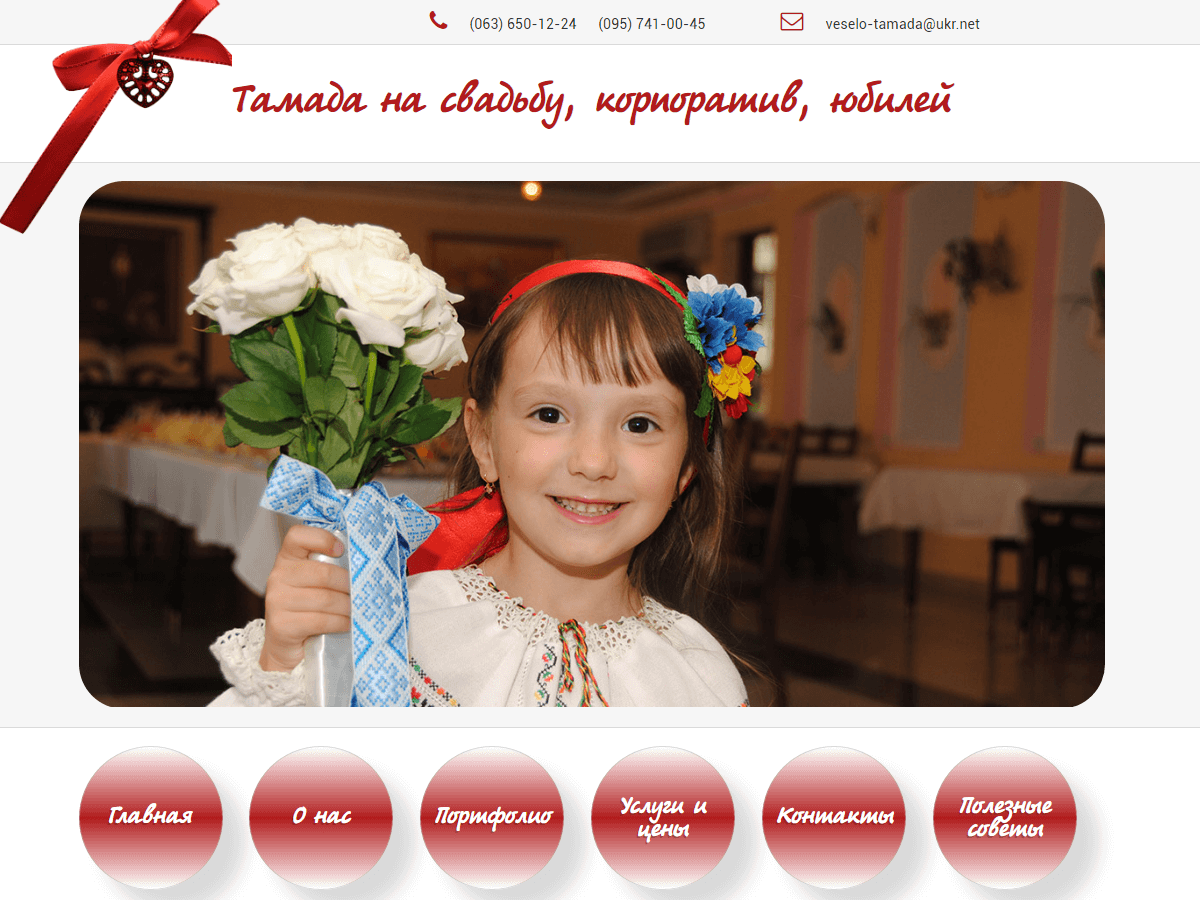 (063) 650-12-24 (095) 741-00-45 veselo-tamada@ukr.net
Тамада на свадьбу, корпоратив, юбилей
Главная
О нас
Портфолио
Услуги и
цены
Контакты
Полезные
советы